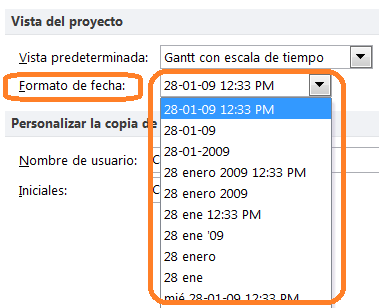 Vista del proyecto
Vista predeterminada: Gantt con escala de tiempo
Formato de fecha: 28-01-09 12:33 PM
28-01-09 12:33 PM
Personalizar la copia de
28-01-09
28-01-2009
Nombre de usuario:
28 enero 2009 12:33 PM
28 enero 2009
Iniciales:
28 ene 12:33 PM
28 ene '09
28 enero
28 ene
mié 28-01-09 12:33 PM